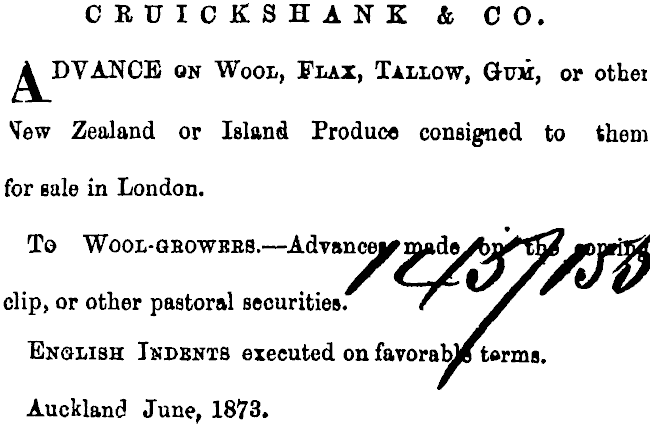 CRUICKSHANK & CO.
ADVANCE ON WOOL, FLAX, TALLOW, GUM, or other
New Zealand or Island Produce consigned to them
for sale in London.
TO WOOL-GROWERS.—Advances made on the coming
clip, or other pastoral securities.
ENGLISH INDENTS executed on favorable terms.
Auckland June, 1873.